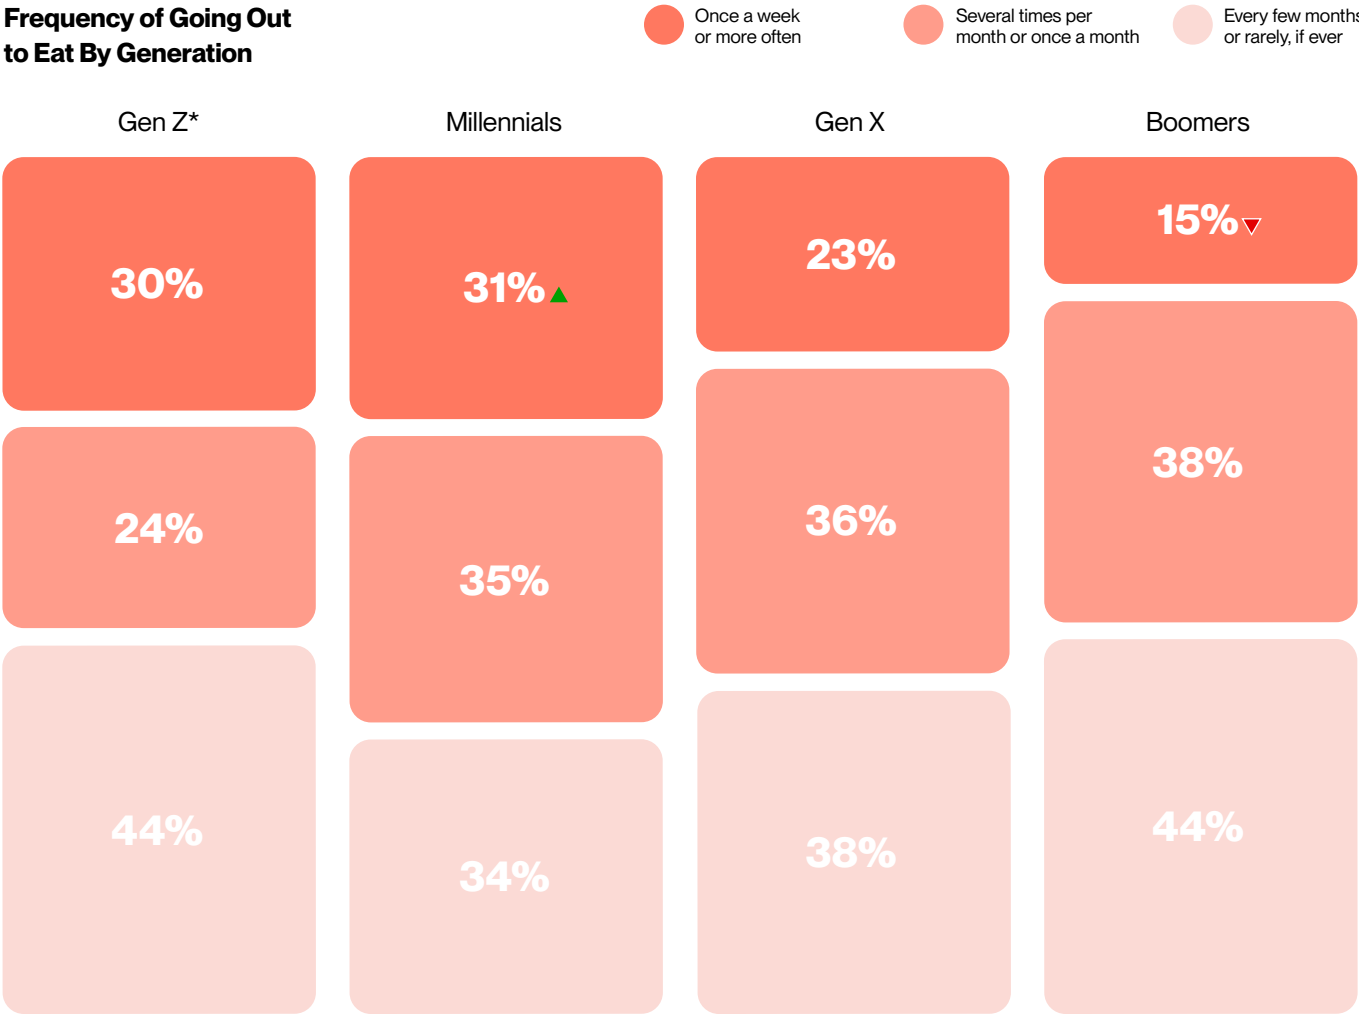 Frequency of Going Out
to Eat By Generation
Once a week
or more often
Several times per
month or once a month
Every few months
or rarely, if ever
Gen Z*
Millennials
Gen X
Boomers
30%
31%
23%
15%
24%
35%
36%
38%
44%
34%
38%
44%